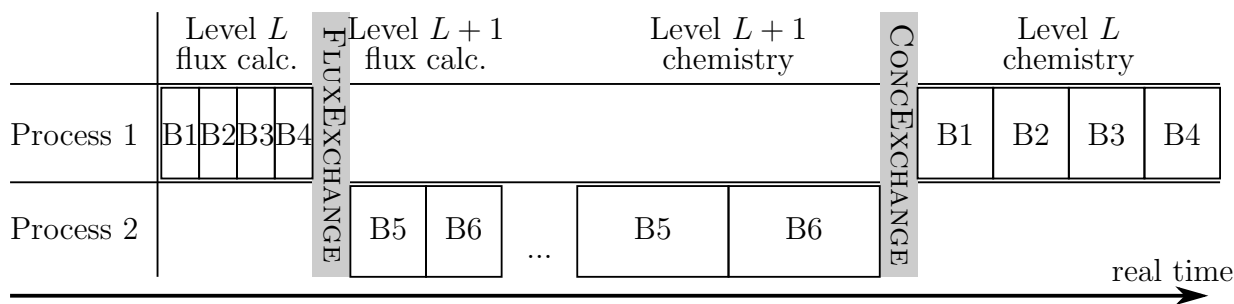 Level L
flux calc.
FLUXEXCHANGE
Level L + 1
flux calc.
Level L + 1
chemistry
CONCEXCHANGE
Level L
chemistry
Process 1
B1 B2 B3 B4
B1 B2 B3 B4
Process 2
B5 B6 ... B5 B6
real time